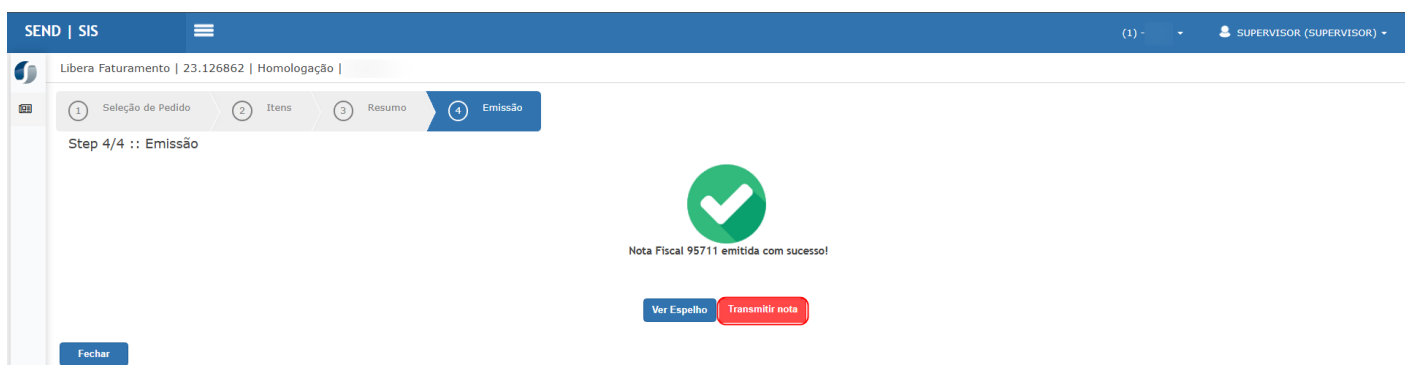 SEND | SIS
(1) -
SUPERVISOR (SUPERVISOR)
Libera Faturamento | 23.126862 | Homologação |
1 Seleção de Pedido 2 Itens 3 Resumo 4 Emissão
Step 4/4 :: Emissão
Nota Fiscal 95711 emitida com sucesso!
Ver Espelho Transmitir nota
Fechar